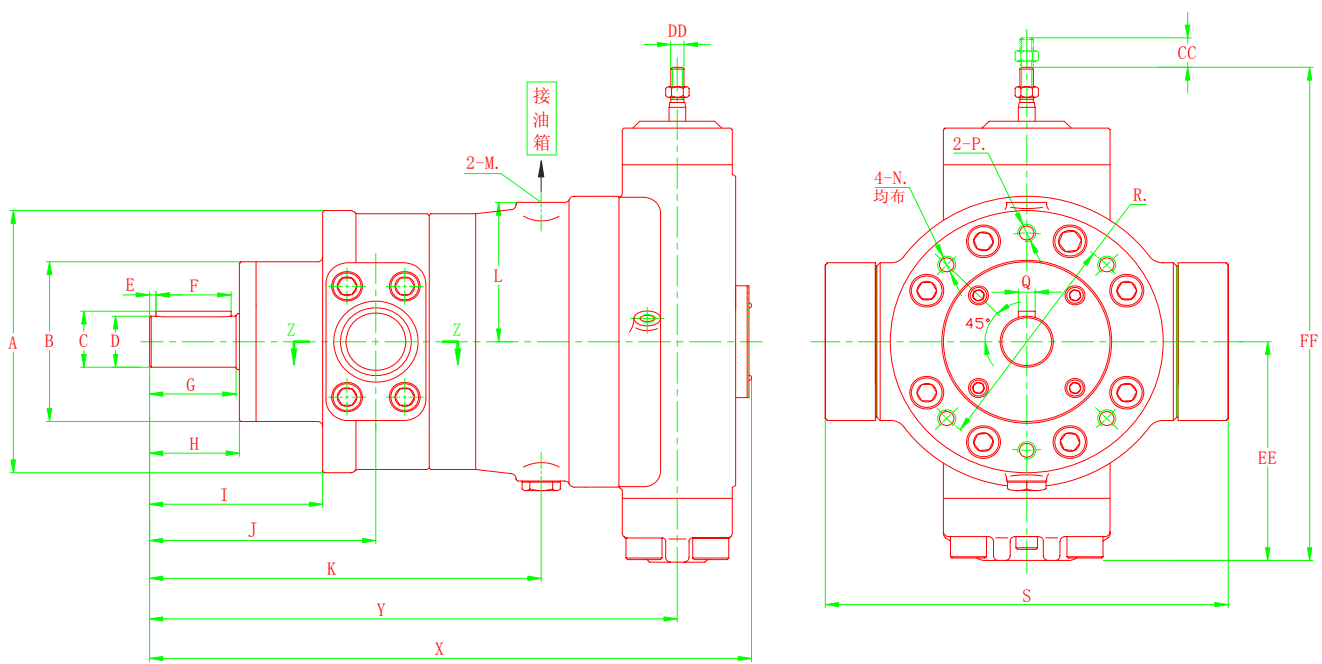 DD
CC
接
油
箱
2-M.
2-P.
4-N.
均布
R.
E
F
L
Q
A
B
C
D
Z
Z
45°
FF
G
H
EE
I
J
K
S
Y
X